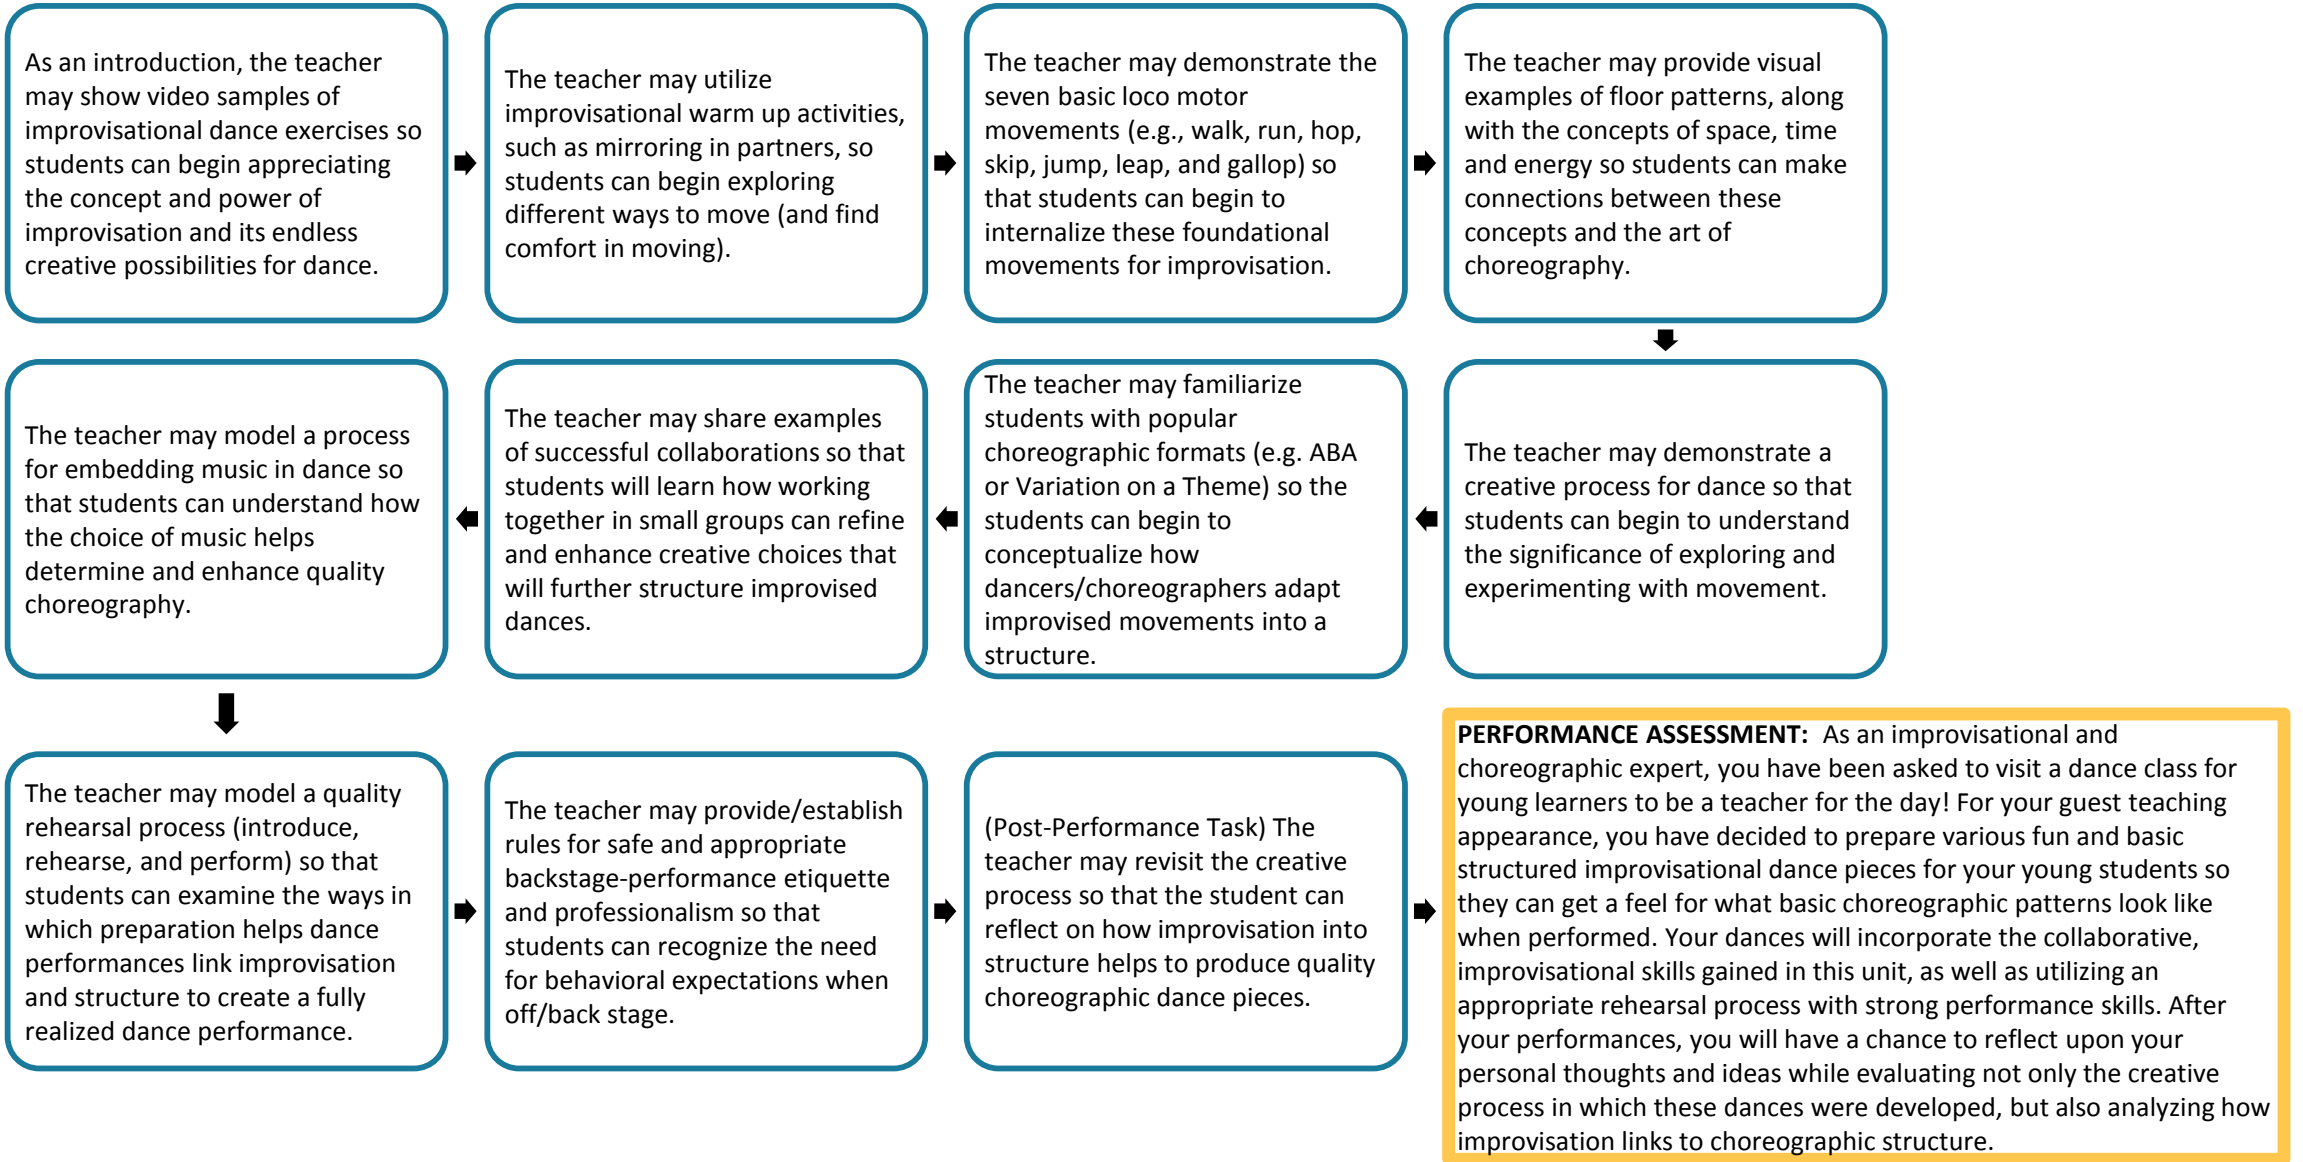 As an introduction, the teacher
may show video samples of
improvisational dance exercises so
students can begin appreciating
the concept and power of
improvisation and its endless
creative possibilities for dance.
The teacher may utilize
improvisational warm up activities,
such as mirroring in partners, so
students can begin exploring
different ways to move (and find
comfort in moving).
The teacher may demonstrate the
seven basic loco motor
movements (e.g., walk, run, hop,
skip, jump, leap, and gallop) so
that students can begin to
internalize these foundational
movements for improvisation.
The teacher may provide visual
examples of floor patterns, along
with the concepts of space, time
and energy so students can make
connections between these
concepts and the art of
choreography.
The teacher may demonstrate a
creative process for dance so that
students can begin to understand
the significance of exploring and
experimenting with movement.
The teacher may familiarize
students with popular
choreographic formats (e.g. ABA
or Variation on a Theme) so the
students can begin to
conceptualize how
dancers/choreographers adapt
improvised movements into a
structure.
The teacher may share examples
of successful collaborations so that
students will learn how working
together in small groups can refine
and enhance creative choices that
will further structure improvised
dances.
The teacher may model a process
for embedding music in dance so
that students can understand how
the choice of music helps
determine and enhance quality
choreography.
The teacher may model a quality
rehearsal process (introduce,
rehearse, and perform) so that
students can examine the ways in
which preparation helps dance
performances link improvisation
and structure to create a fully
realized dance performance.
The teacher may provide/establish
rules for safe and appropriate
backstage-performance etiquette
and professionalism so that
students can recognize the need
for behavioral expectations when
off/back stage.
(Post-Performance Task) The
teacher may revisit the creative
process so that the student can
reflect on how improvisation into
structure helps to produce quality
choreographic dance pieces.
PERFORMANCE ASSESSMENT: As an improvisational and
choreographic expert, you have been asked to visit a dance class for
young learners to be a teacher for the day! For your guest teaching
appearance, you have decided to prepare various fun and basic
structured improvisational dance pieces for your young students so
they can get a feel for what basic choreographic patterns look like
when performed. Your dances will incorporate the collaborative,
improvisational skills gained in this unit, as well as utilizing an
appropriate rehearsal process with strong performance skills. After
your performances, you will have a chance to reflect upon your
personal thoughts and ideas while evaluating not only the creative
process in which these dances were developed, but also analyzing how
improvisation links to choreographic structure.